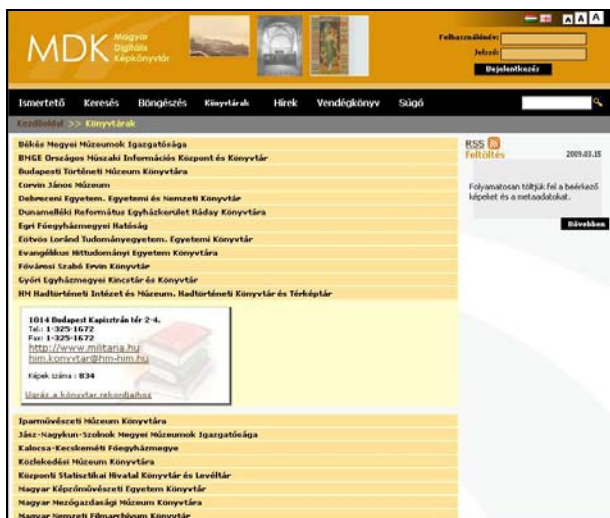 MDK
Magyar
Digitális
Képkönyvtár
A A A
Felhasználónév:
Jelszó:
Bejelentkezés
Ismertető Keresés Böngészés Könyvtárak Hírek Vendégkönyv Súgó
Kezdőoldal >> Könyvtárak
Békés Megyei Múzeumok Igazgatósága
BMGE Országos Műszaki Információs Központ és Könyvtár
Budapesti Történeti Múzeum Könyvtára
Corvin János Múzeum
Debreceni Egyetem. Egyetemi és Nemzeti Könyvtár
Dunamelléki Református Egyházkerület Ráday Könyvtára
Egri Főegyházmegyei Hatóság
Eötvös Loránd Tudományegyetem. Egyetemi Könyvtár
Evangélikus Hittudományi Egyetem Könyvtára
Fővárosi Szabó Ervin Könyvtár
Győri Egyházmegyei Kincstár és Könyvtár
HM Hadtörténeti Intézet és Múzeum. Hadtörténeti Könyvtár és Térképtár
1014 Budapest Kapisztrán tér 2-4.
Tel.: 1-325-1672
Fax: 1-325-1672
http://www.militaria.hu
him.konyvtar@hm-him.hu
Képek száma : 834
Ugrás a könyvtár rekordjaihoz
Iparművészeti Múzeum Könyvtára
Jász-Nagykun-Szolnok Megyei Múzeumok Igazgatósága
Kalocsa-Kecskeméti Főegyházmegye
Közlekedési Múzeum Könyvtára
Központi Statisztikai Hivatal Könyvtár és Levéltár
Magyar Képzőművészeti Egyetem Könyvtár
Magyar Mezőgazdasági Múzeum Könyvtára
Magyar Nemzeti Filmarchívum Könyvtár
RSS
Feltöltés 2009.03.15
Folyamatosan töltjük fel a beérkező
képeket és a metaadatokat.
Bővebben